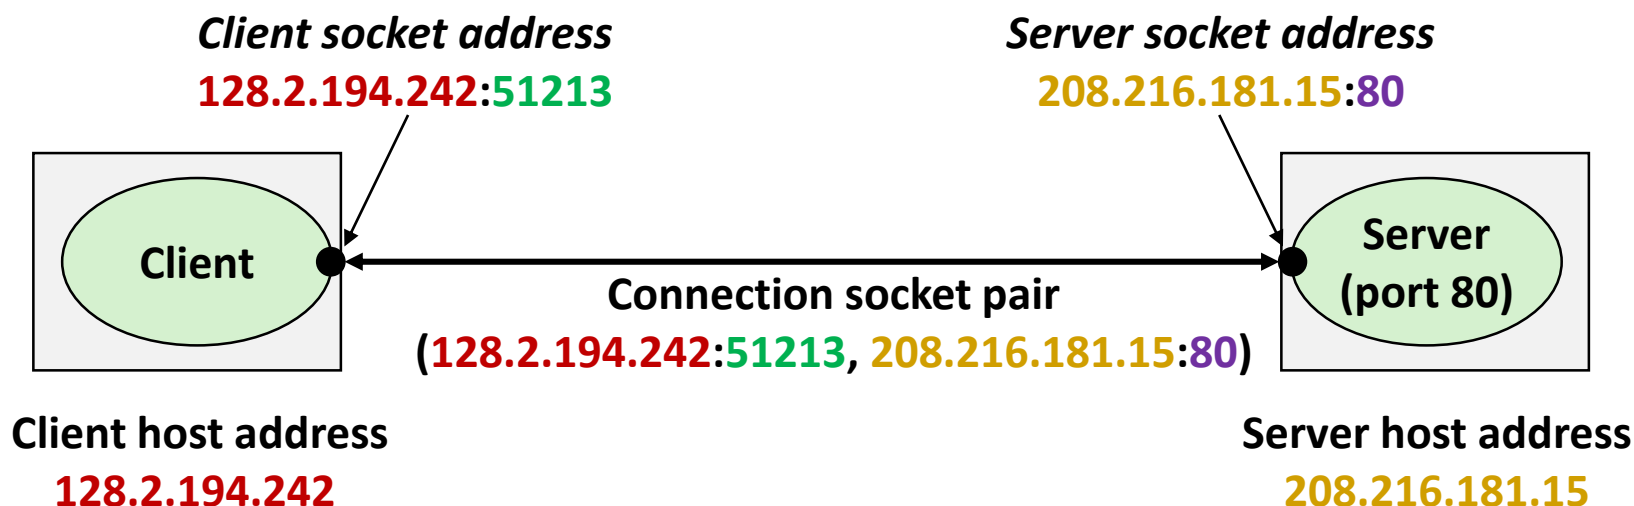 Client socket address
128.2.194.242:51213
Server socket address
208.216.181.15:80
Client
Server
(port 80)
Connection socket pair
(128.2.194.242:51213, 208.216.181.15:80)
Client host address
128.2.194.242
Server host address
208.216.181.15